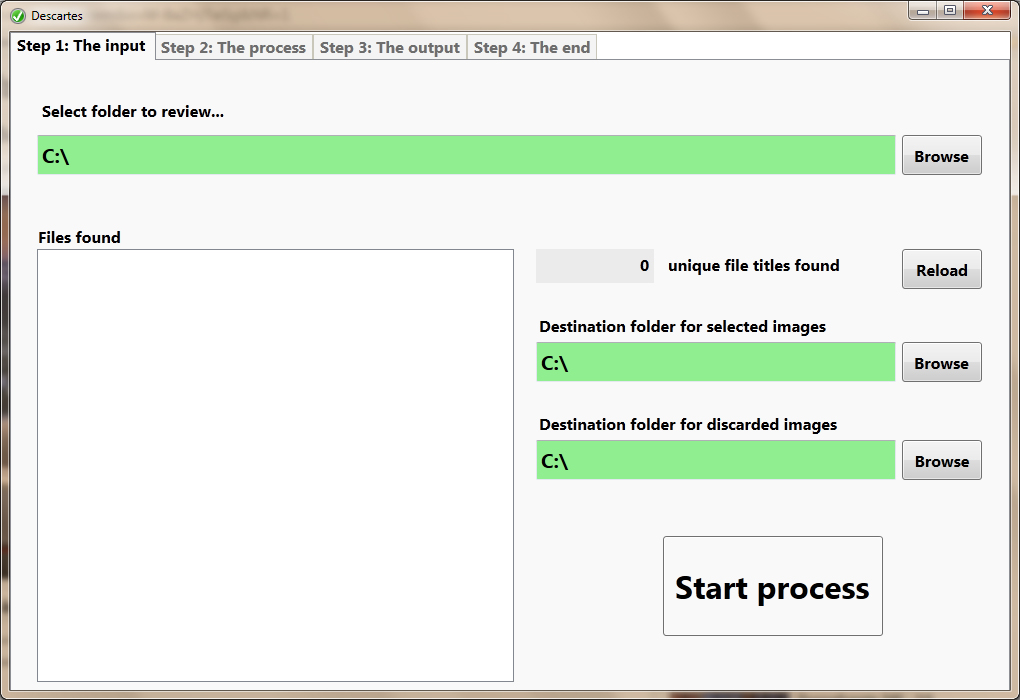 Descartes
Step 1: The input
Step 2: The process
Step 3: The output
Step 4: The end
Select folder to review...
C:\
Browse
Files found
0 unique file titles found
Reload
Destination folder for selected images
C:\
Browse
Destination folder for discarded images
C:\
Browse
Start process